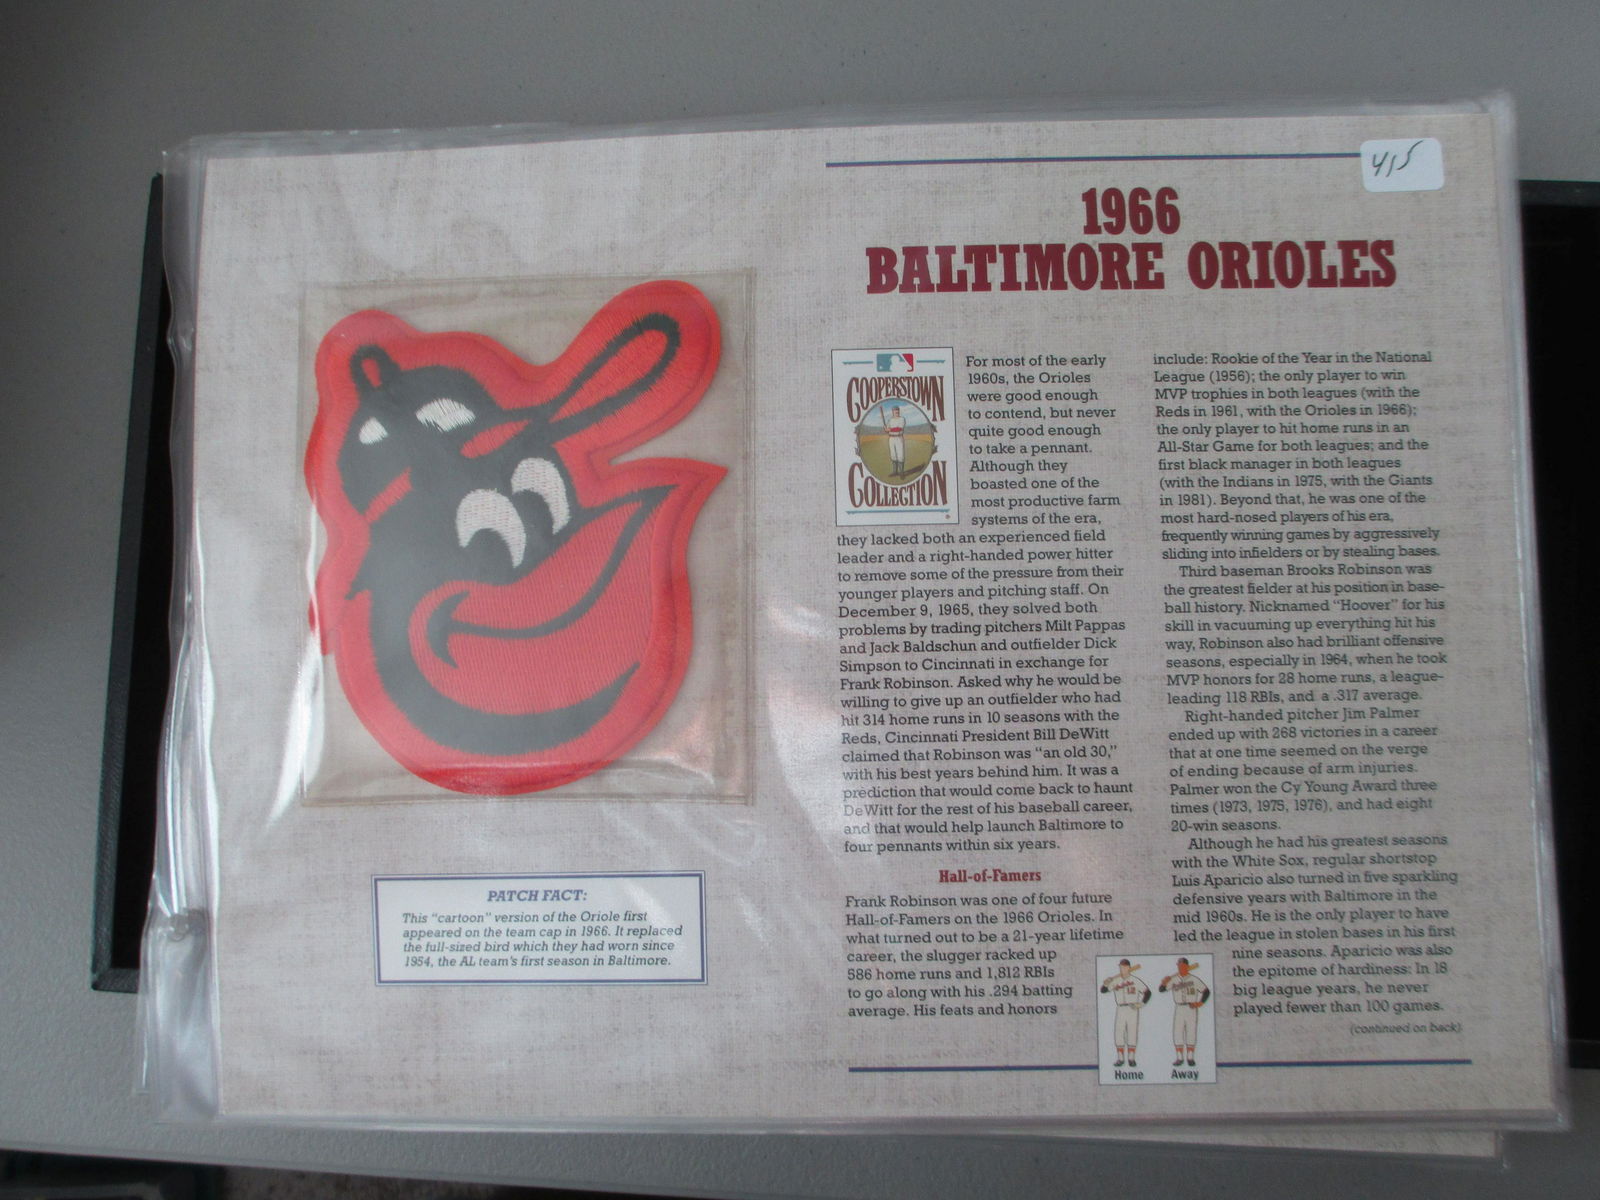 415
1966
BALTIMORE ORIOLES
COOPERSTOWN
COLLECTION
For most of the early
1960s, the Orioles
were good enough
to contend, but never
quite good enough
to take a pennant.
Although they
boasted one of the
most productive farm
systems of the era,
they lacked both an experienced field
leader and a right-handed power hitter
to remove some of the pressure from their
younger players and pitching staff. On
December 9, 1965, they solved both
problems by trading pitchers Milt Pappas
and Jack Baldschun and outfielder Dick
Simpson to Cincinnati in exchange for
Frank Robinson. Asked why he would be
willing to give up an outfielder who had
hit 314 home runs in 10 seasons with the
Reds, Cincinnati President Bill DeWitt
claimed that Robinson was "an old 30,"
with his best years behind him. It was a
prediction that would come back to haunt
DeWitt for the rest of his baseball career,
and that would help launch Baltimore to
four pennants within six years.
Hall-of-Famers
Frank Robinson was one of four future
Hall-of-Famers on the 1966 Orioles. In
what turned out to be a 21-year lifetime
career, the slugger racked up
586 home runs and 1,812 RBIs
to go along with his .294 batting
average. His feats and honors
include: Rookie of the Year in the National
League (1956); the only player to win
MVP trophies in both leagues (with the
Reds in 1961, with the Orioles in 1966);
the only player to hit home runs in an
All-Star Game for both leagues; and the
first black manager in both leagues
(with the Indians in 1975, with the Giants
in 1981). Beyond that, he was one of the
most hard-nosed players of his era,
frequently winning games by aggressively
sliding into infielders or by stealing bases.
Third baseman Brooks Robinson was
the greatest fielder at his position in base-
ball history. Nicknamed "Hoover" for his
skill in vacuuming up everything hit his
way, Robinson also had brilliant offensive
seasons, especially in 1964, when he took
MVP honors for 28 home runs, a league-
leading 118 RBIs, and a .317 average.
Right-handed pitcher Jim Palmer
ended up with 268 victories in a career
that at one time seemed on the verge
of ending because of arm injuries.
Palmer won the Cy Young Award three
times (1973, 1975, 1976), and had eight
20-win seasons.
Although he had his greatest seasons
with the White Sox, regular shortstop
Luis Aparicio also turned in five sparkling
defensive years with Baltimore in the
mid 1960s. He is the only player to have
led the league in stolen bases in his first
nine seasons. Aparicio was also
the epitome of hardiness: In 18
big league years, he never
played fewer than 100 games.
(continued on back)
Home Away
PATCH FACT:
This "cartoon" version of the Oriole first
appeared on the team cap in 1966. It replaced
the full-sized bird which they had worn since
1954, the AL team's first season in Baltimore.